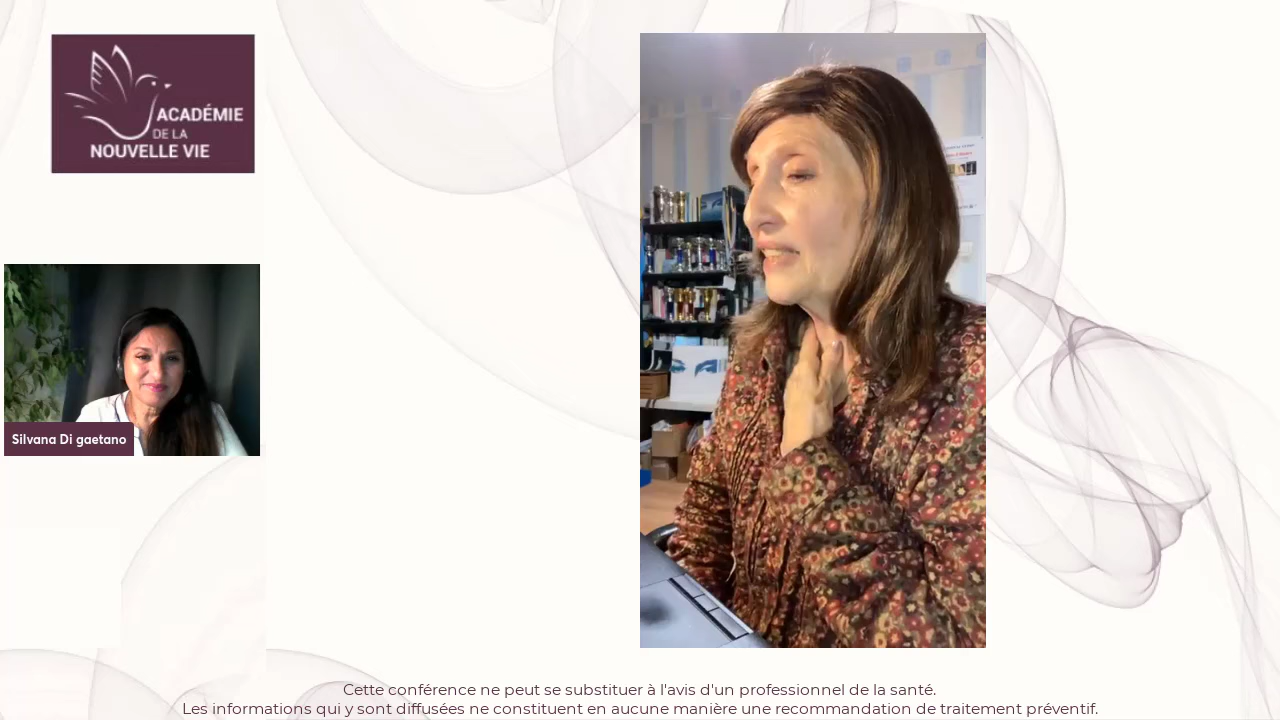 ACADÉMIE
DE LA
NOUVELLE VIE
Silvana Di gaetano
Cette conférence ne peut se substituer à l'avis d'un professionnel de la santé.
Les informations qui y sont diffusées ne constituent en aucune manière une recommandation de traitement préventif.